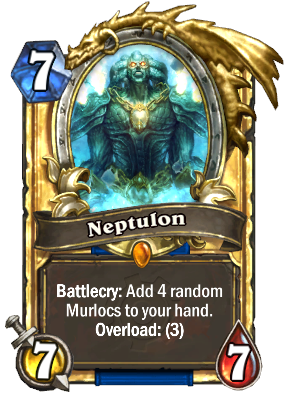 7
Neptulon
Battlecry: Add 4 random
Murlocs to your hand.
Overload: (3)
7
7